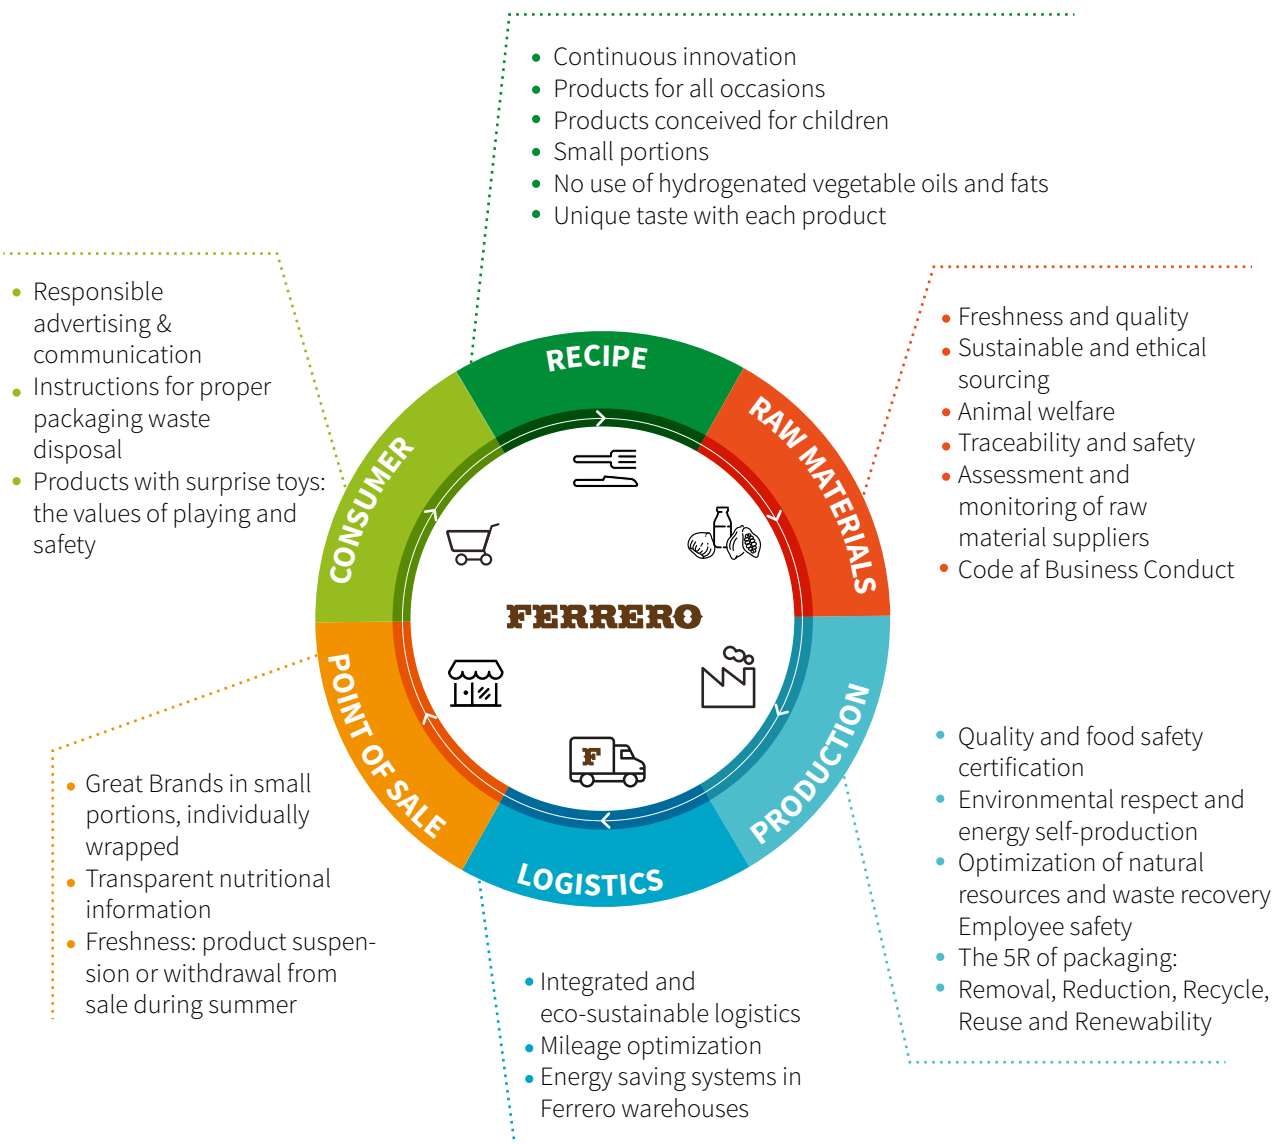 • Continuous innovation
• Products for all occasions
• Products conceived for children
• Small portions
• No use of hydrogenated vegetable oils and fats
• Unique taste with each product
• Responsible
advertising &
communication
• Instructions for proper
packaging waste
disposal
• Products with surprise toys:
the values of playing and
safety
• Freshness and quality
• Sustainable and ethical
sourcing
• Animal welfare
• Traceability and safety
• Assessment and
monitoring of raw
material suppliers
• Code af Business Conduct
RECIPE
RAW MATERIALS
PRODUCTION
LOGISTICS
POINT OF SALE
CONSUMER
FERRERO
F
• Great Brands in small
portions, individually
wrapped
• Transparent nutritional
information
• Freshness: product suspen-
sion or withdrawal from
sale during summer
• Quality and food safety
certification
• Environmental respect and
energy self-production
• Optimization of natural
resources and waste recovery
Employee safety
• The 5R of packaging:
• Removal, Reduction, Recycle,
Reuse and Renewability
• Integrated and
eco-sustainable logistics
• Mileage optimization
• Energy saving systems in
Ferrero warehouses